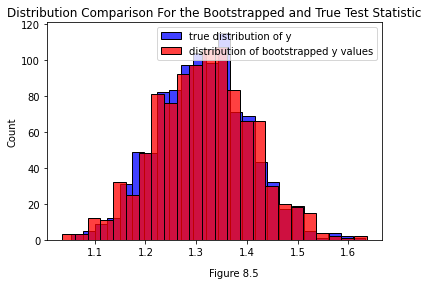 Distribution Comparison For the Bootstrapped and True Test Statistic
true distribution of y
distribution of bootstrapped y values
120
100
80
60
40
20
0
Count
1.1 1.2 1.3 1.4 1.5 1.6
Figure 8.5